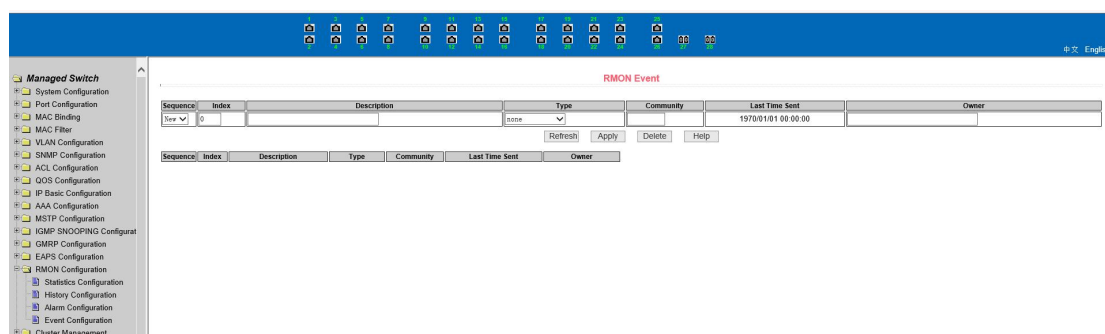 1 3 5 7 9 11 13 15 17 19 21 23 25
2 4 6 8 10 12 14 16 18 20 22 24 26 27 28
中文 Englis
Managed Switch
System Configuration
Port Configuration
MAC Binding
MAC Filter
VLAN Configuration
SNMP Configuration
ACL Configuration
QOS Configuration
IP Basic Configuration
AAA Configuration
MSTP Configuration
IGMP SNOOPING Configurat
GMRP Configuration
EAPS Configuration
RMON Configuration
Statistics Configuration
History Configuration
Alarm Configuration
Event Configuration
Cluster Management
RMON Event
Sequence Index Description Type Community Last Time Sent Owner
New 0 none 1970/01/01 00:00:00
Refresh Apply Delete Help
Sequence Index Description Type Community Last Time Sent Owner